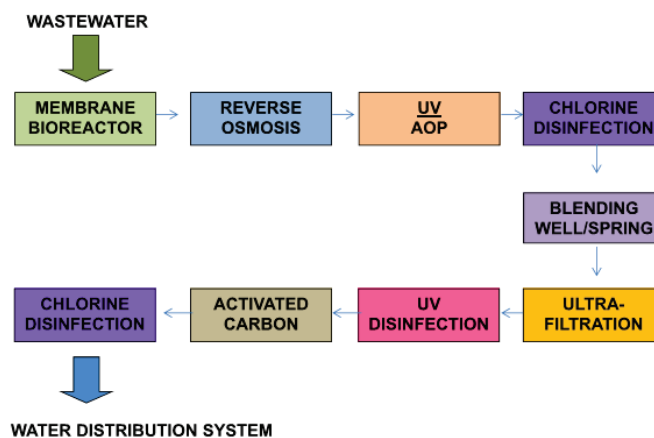 WASTEWATER
MEMBRANE
BIOREACTOR
REVERSE
OSMOSIS
UV
AOP
CHLORINE
DISINFECTION
BLENDING
WELL/SPRING
ULTRA-
FILTRATION
UV
DISINFECTION
ACTIVATED
CARBON
CHLORINE
DISINFECTION
WATER DISTRIBUTION SYSTEM